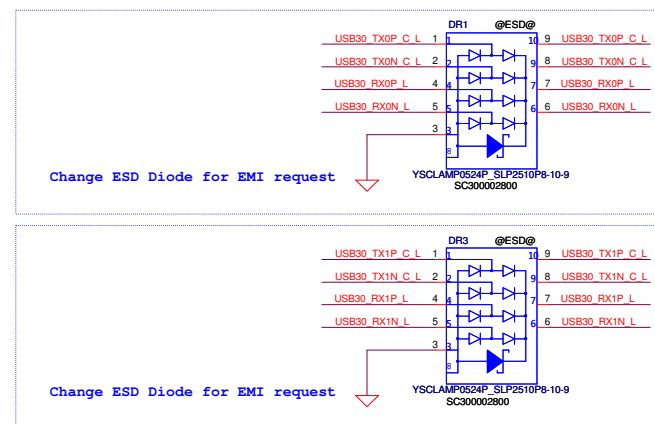 DR1 @ESD@
USB30_TX0P_C_L 1 1 10 9 USB30_TX0P_C_L
USB30_TX0N_C_L 2 2 9 8 USB30_TX0N_C_L
USB30_RX0P_L 4 4 7 7 USB30_RX0P_L
USB30_RX0N_L 5 5 6 6 USB30_RX0N_L
3 3
8
Change ESD Diode for EMI request
YSCLAMP0524P_SLP2510P8-10-9
SC300002800
DR3 @ESD@
USB30_TX1P_C_L 1 1 10 9 USB30_TX1P_C_L
USB30_TX1N_C_L 2 2 9 8 USB30_TX1N_C_L
USB30_RX1P_L 4 4 7 7 USB30_RX1P_L
USB30_RX1N_L 5 5 6 6 USB30_RX1N_L
3 3
8
Change ESD Diode for EMI request
YSCLAMP0524P_SLP2510P8-10-9
SC300002800